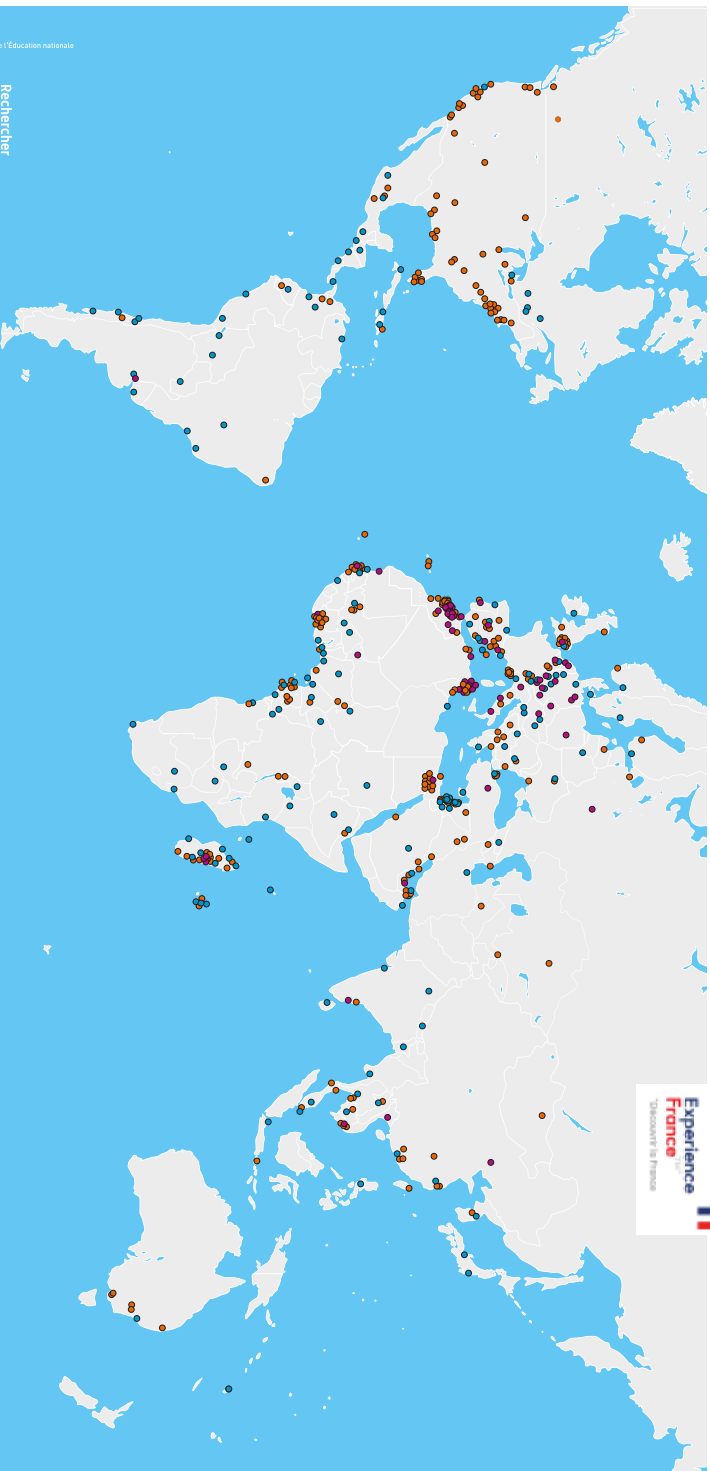 e l'Éducation nationale
Rechercher
Experience
France
"Découvrir la France